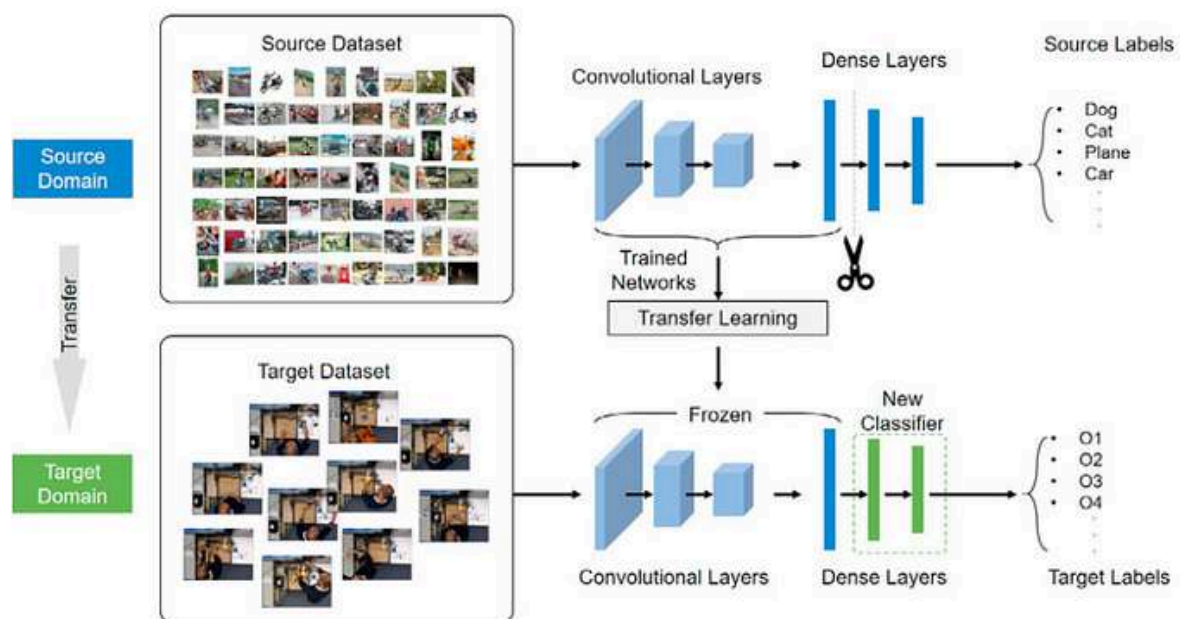 Source Dataset
Source
Domain
Convolutional Layers
Dense Layers
Source Labels
• Dog
• Cat
• Plane
• Car
Trained
Networks
Transfer Learning
Transfer
Target Dataset
Target
Domain
Frozen
New
Classifier
Convolutional Layers
Dense Layers
• O1
• O2
• O3
• O4
Target Labels